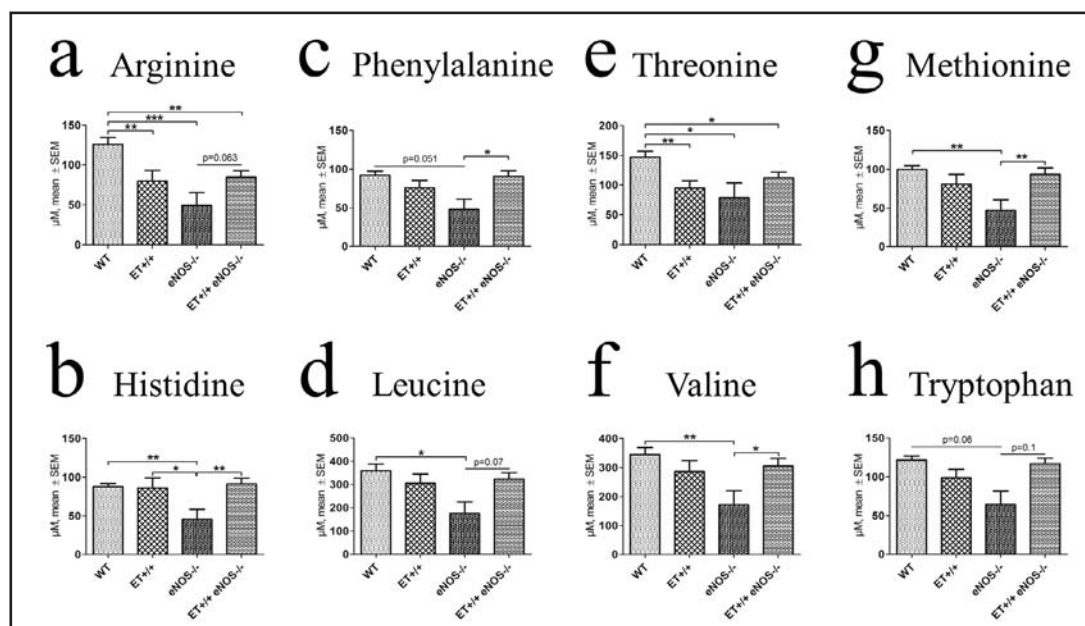 a Arginine
**
***
**
p=0.063
µM, mean ± SEM
150
100
50
0
WT
ET+/+
eNOS-/-
ET+/+ eNOS-/-
c Phenylalanine
p=0.051
*
µM, mean ± SEM
150
100
50
0
WT
ET+/+
eNOS-/-
ET+/+ eNOS-/-
e Threonine
*
*
**
µM, mean ± SEM
200
150
100
50
0
WT
ET+/+
eNOS-/-
ET+/+ eNOS-/-
g Methionine
**
**
µM, mean ± SEM
150
100
50
0
WT
ET+/+
eNOS-/-
ET+/+ eNOS-/-
b Histidine
**
*
**
µM, mean ± SEM
150
100
50
0
WT
ET+/+
eNOS-/-
ET+/+ eNOS-/-
d Leucine
*
p=0.07
µM, mean ± SEM
500
400
300
200
100
0
WT
ET+/+
eNOS-/-
ET+/+ eNOS-/-
f Valine
**
*
µM, mean ± SEM
400
300
200
100
0
WT
ET+/+
eNOS-/-
ET+/+ eNOS-/-
h Tryptophan
p=0.06
p=0.1
µM, mean ± SEM
150
100
50
0
WT
ET+/+
eNOS-/-
ET+/+ eNOS-/-